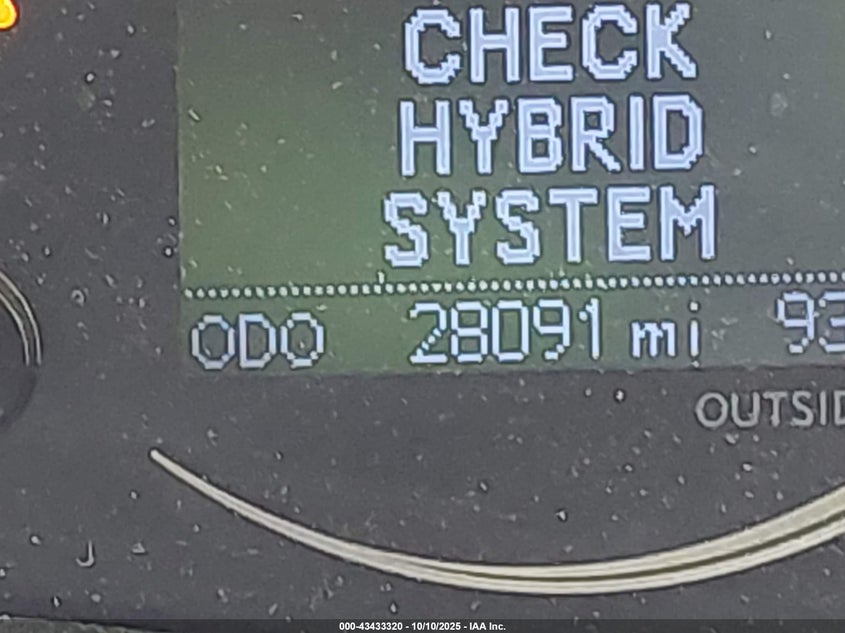 CHECK
HYBRID
SYSTEM
ODO 28091 mi 93
OUTSID
000-43433320 - 10/10/2025 - IAA Inc.